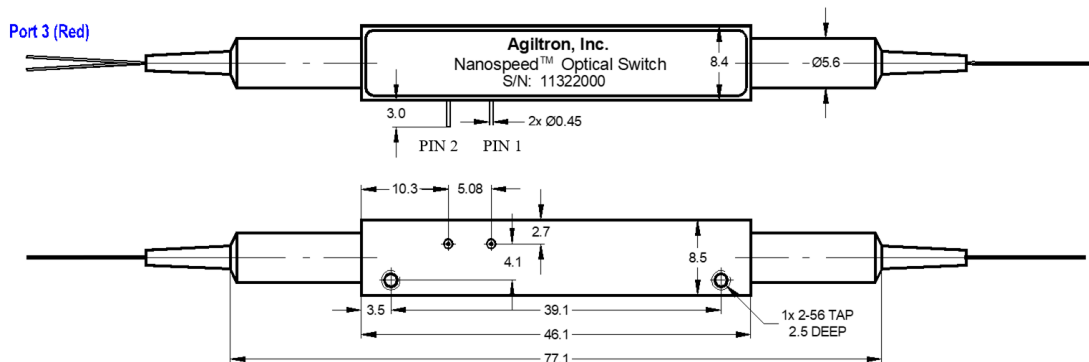 Port 3 (Red)
Agiltron, Inc.
Nanospeed™ Optical Switch
S/N: 11322000
8.4
Ø5.6
3.0
2x Ø0.45
PIN 2
PIN 1
10.3
5.08
2.7
4.1
8.5
3.5
39.1
1x 2-56 TAP
2.5 DEEP
46.1
77.1